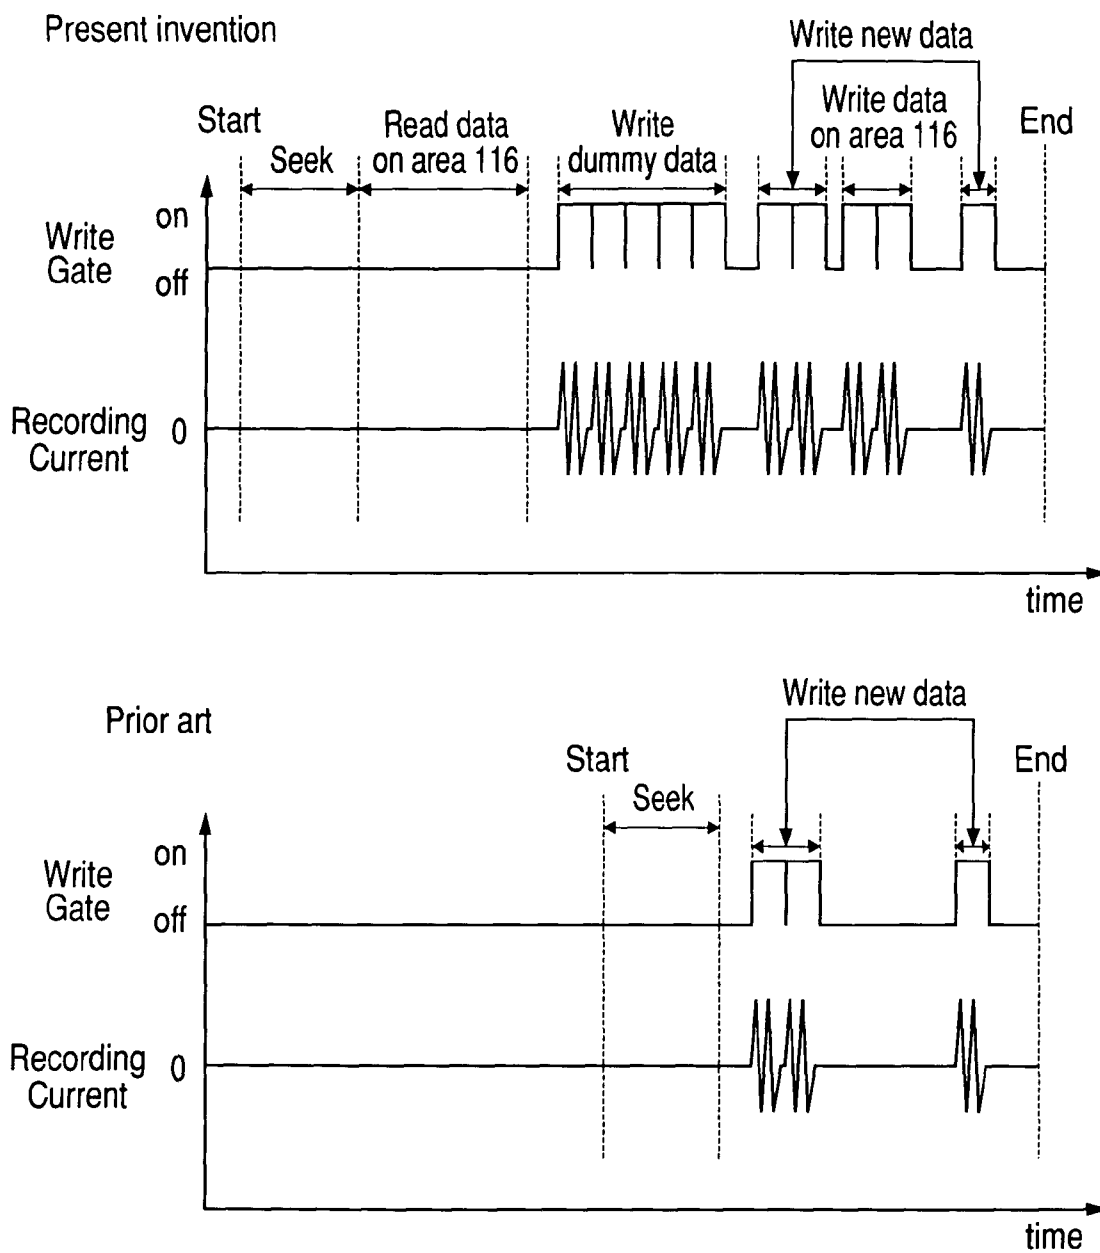 Present invention
Write new data
Start
Seek
Read data
on area 116
Write
dummy data
Write data
on area 116
End
Write
Gate
on
off
Recording
Current
0
time
Prior art
Write new data
Start
Seek
End
Write
Gate
on
off
Recording
Current
0
time